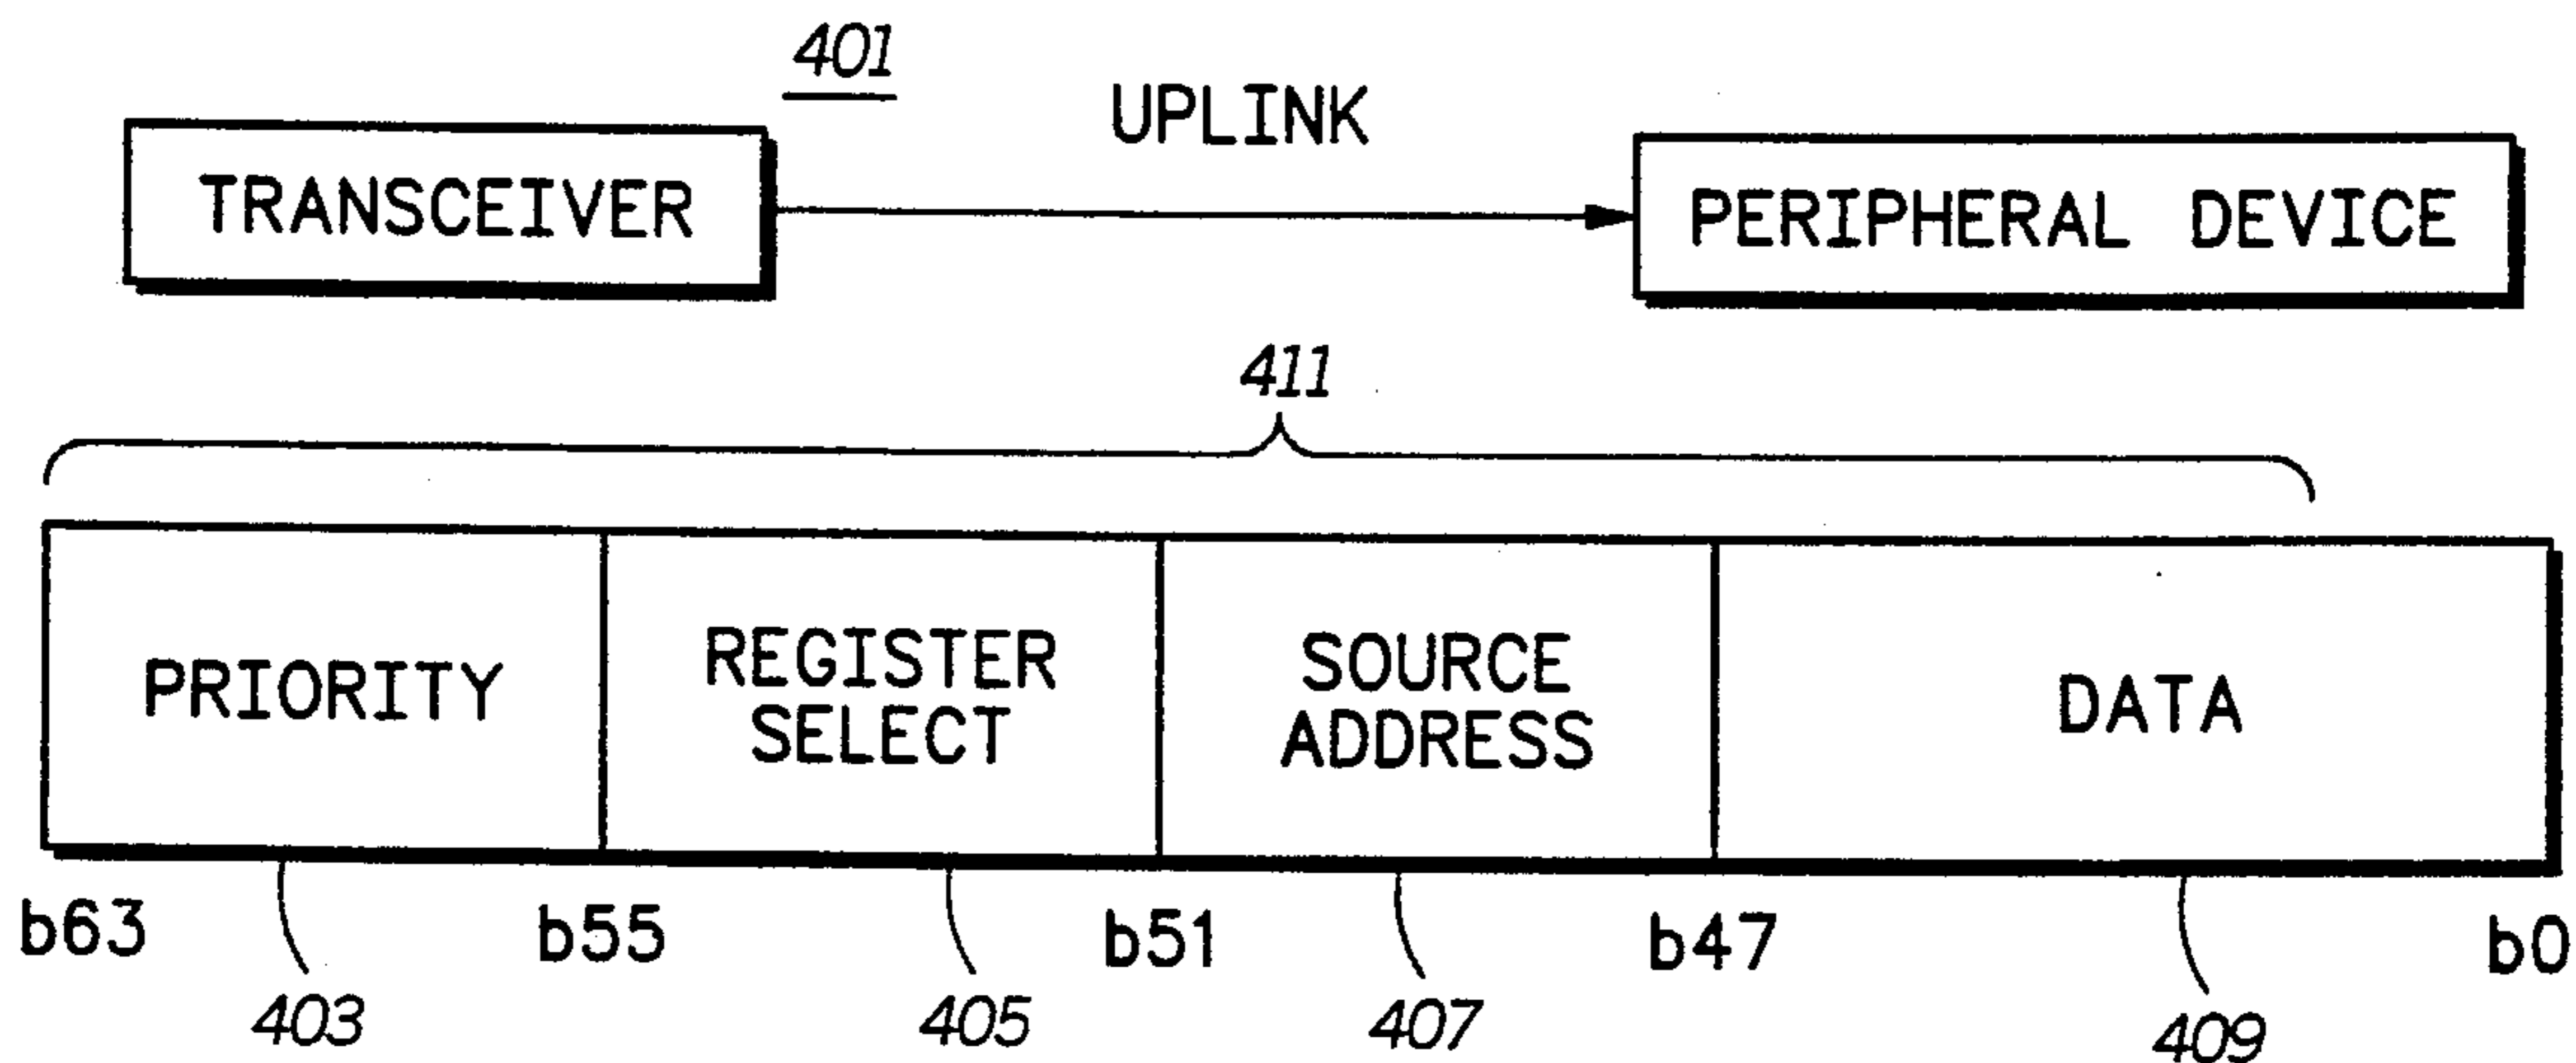 401
UPLINK
TRANSCEIVER
PERIPHERAL DEVICE
411
PRIORITY
REGISTER
SELECT
SOURCE
ADDRESS
DATA
b63
b55
b51
b47
b0
403
405
407
409